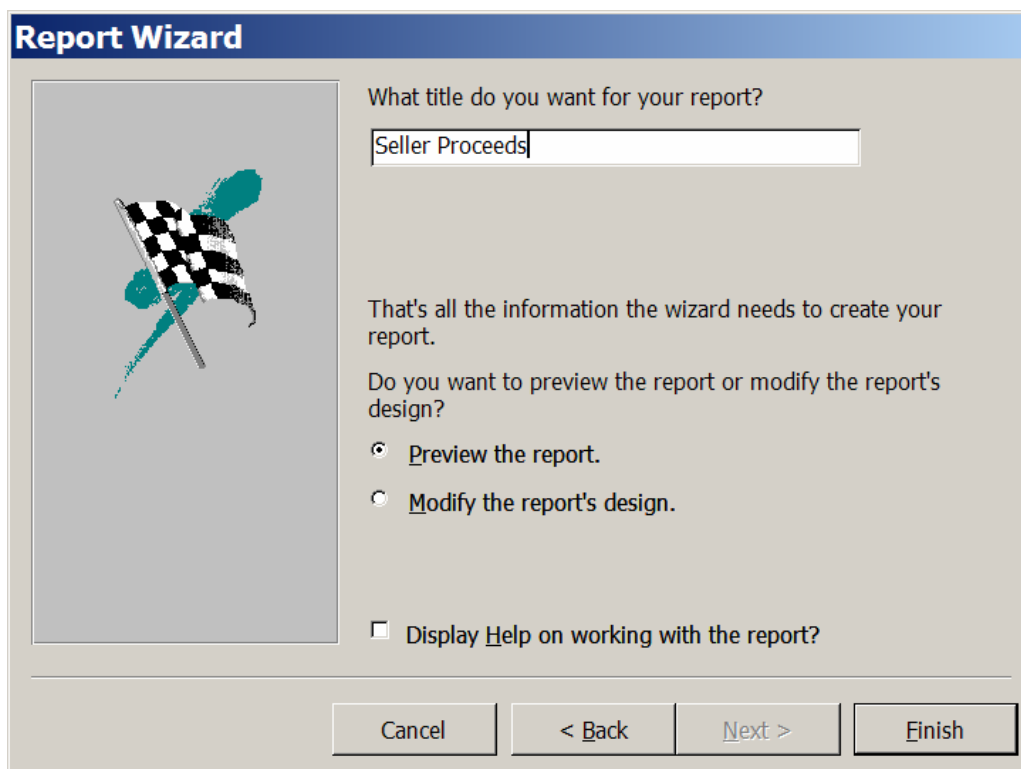 Report Wizard
What title do you want for your report?
Seller Proceeds
That's all the information the wizard needs to create your
report.
Do you want to preview the report or modify the report's
design?
Preview the report.
Modify the report's design.
Display Help on working with the report?
Cancel
< Back
Next >
Finish